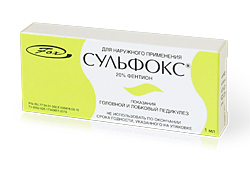 Fox
ДЛЯ НАРУЖНОГО ПРИМЕНЕНИЯ
СУЛЬФОКС®
20% ФЕНТИОН
ПОКАЗАНИЯ
ГОЛОВНОЙ И ЛОБКОВЫЙ ПЕДИКУЛЕЗ
НЕ ИСПОЛЬЗОВАТЬ ПО ОКОНЧАНИИ
СРОКА ГОДНОСТИ, УКАЗАННОГО НА УПАКОВКЕ
1 мл